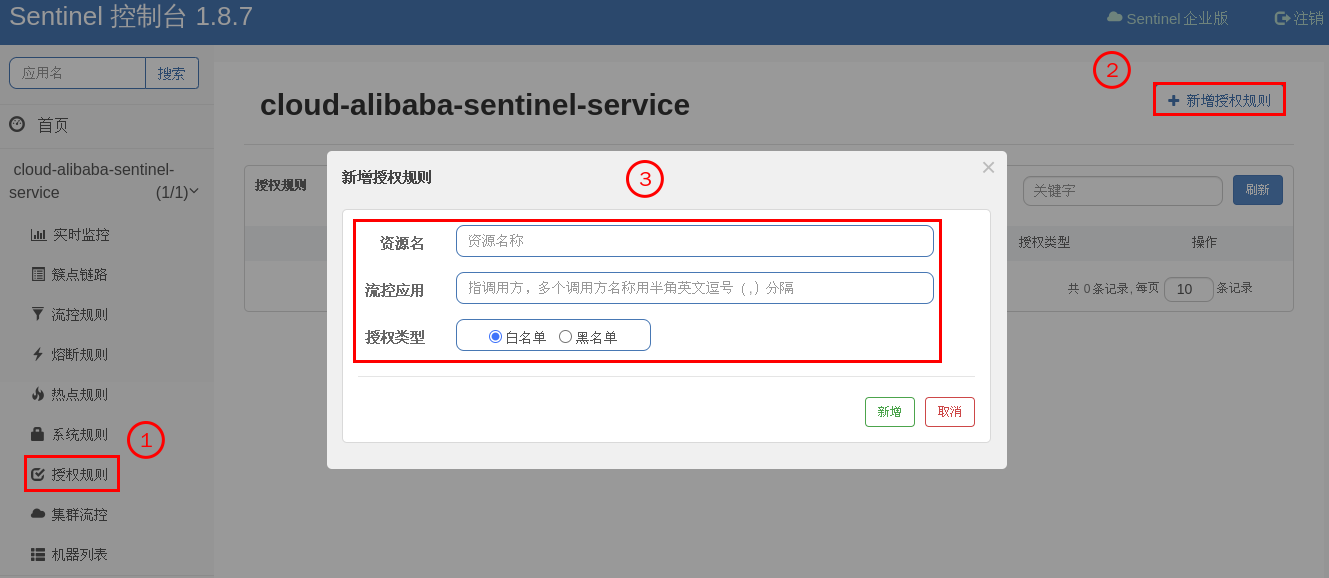 Sentinel 控制台 1.8.7
Sentinel 企业版
注销
应用名
搜索
首页
cloud-alibaba-sentinel-
service
(1/1)
实时监控
簇点链路
流控规则
熔断规则
热点规则
系统规则
1
授权规则
集群流控
机器列表
cloud-alibaba-sentinel-service
2
+ 新增授权规则
授权规则
关键字
刷新
授权类型
操作
共 0 条记录, 每页
10
条记录
新增授权规则
3
×
资源名
资源名称
流控应用
指调用方，多个调用方名称用半角英文逗号（,）分隔
授权类型
白名单
黑名单
新增
取消